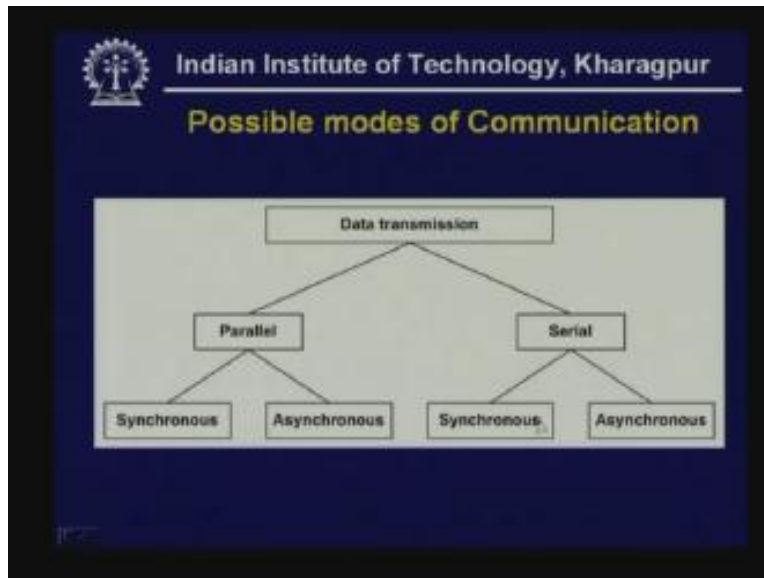 Indian Institute of Technology, Kharagpur
Possible modes of Communication
Data transmission
Parallel
Serial
Synchronous
Asynchronous
Synchronous
Asynchronous